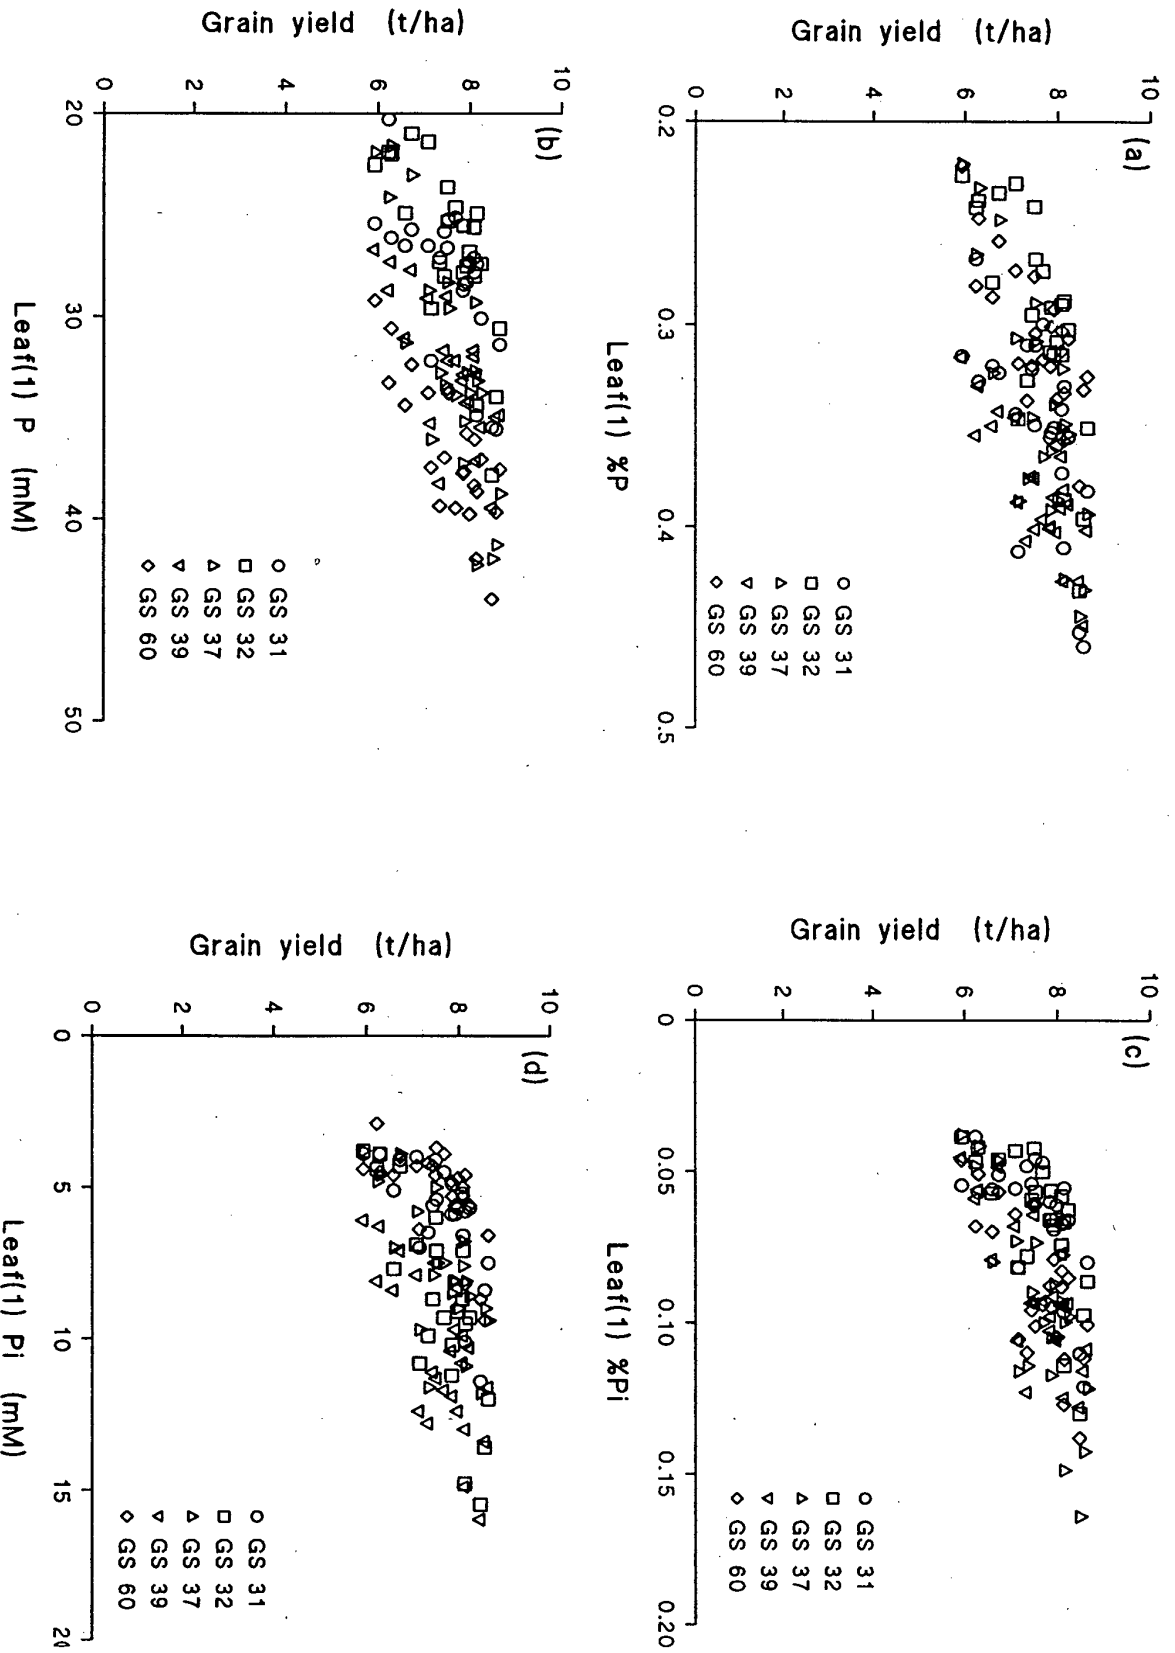 (a)
Grain yield (t/ha)
10
8
6
4
2
0
0.2
0.3
0.4
0.5
Leaf(1) %P
GS 31
GS 32
GS 37
GS 39
GS 60
(c)
Grain yield (t/ha)
10
8
6
4
2
0
0
0.05
0.10
0.15
0.20
Leaf(1) %Pi
GS 31
GS 32
GS 37
GS 39
GS 60
(b)
Grain yield (t/ha)
10
8
6
4
2
0
20
30
40
50
Leaf(1) P (mM)
GS 31
GS 32
GS 37
GS 39
GS 60
(d)
Grain yield (t/ha)
10
8
6
4
2
0
0
5
10
15
Leaf(1) Pi (mM)
GS 31
GS 32
GS 37
GS 39
GS 60